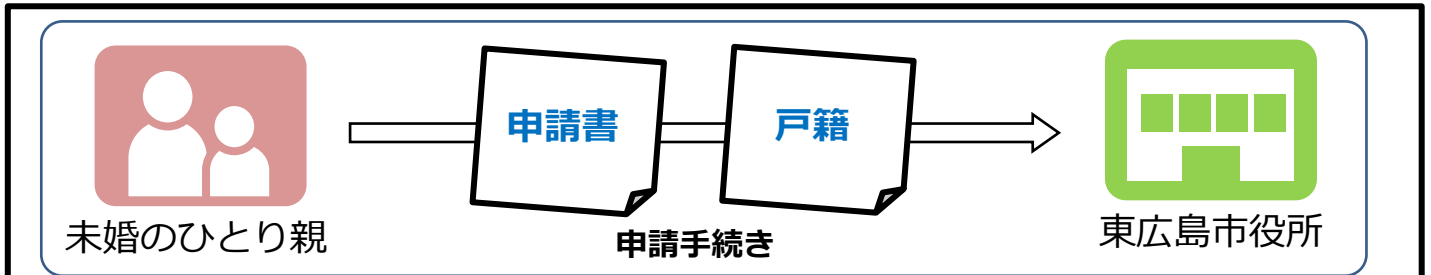 申請書
戸籍
未婚のひとり親
申請手続き
東広島市役所